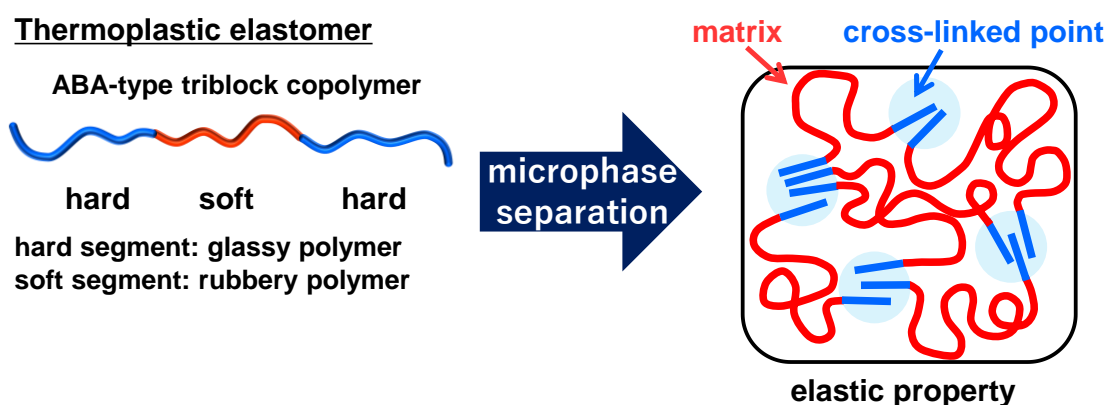 Thermoplastic elastomer
ABA-type triblock copolymer
hard soft hard
hard segment: glassy polymer
soft segment: rubbery polymer
microphase
separation
matrix cross-linked point
elastic property